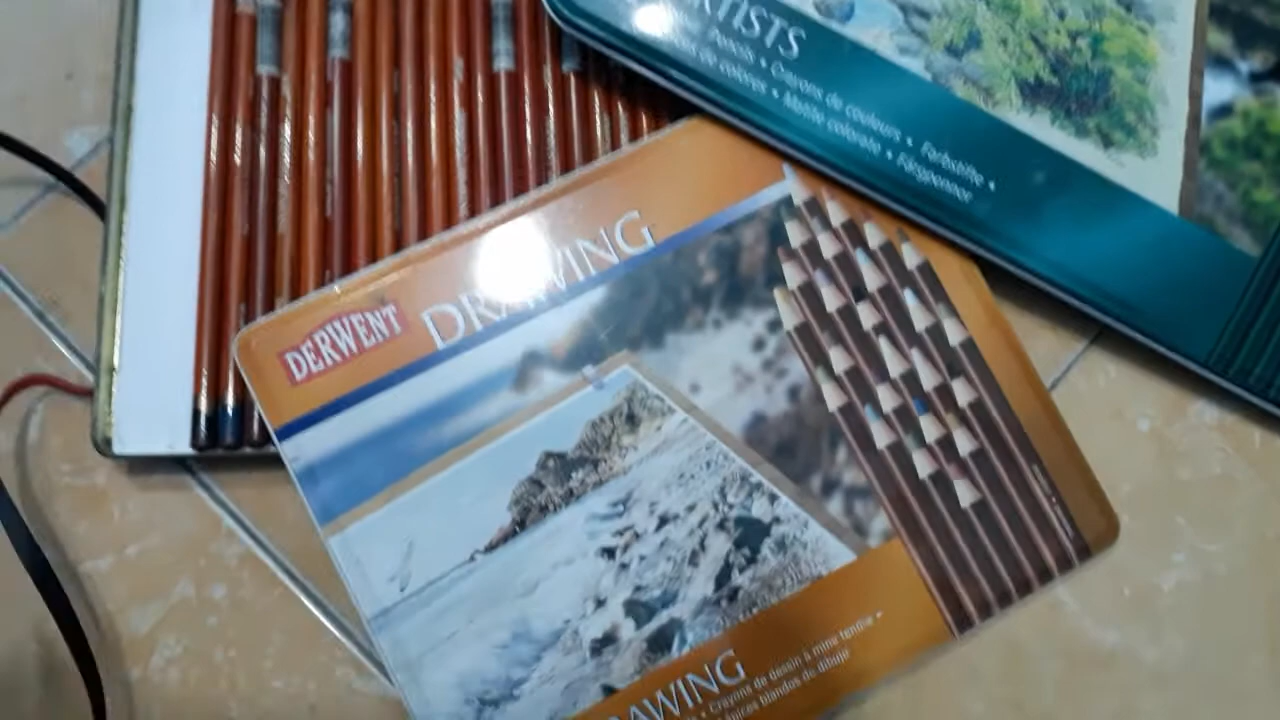 ARTISTS
Pencils • Crayons de couleurs • Farbstifte •
de colores • Matite colorate • Färgpennor
DERWENT
DRAWING
DRAWING
• Crayons de dessin à mine tendre •
Lápices blandos de dibujo